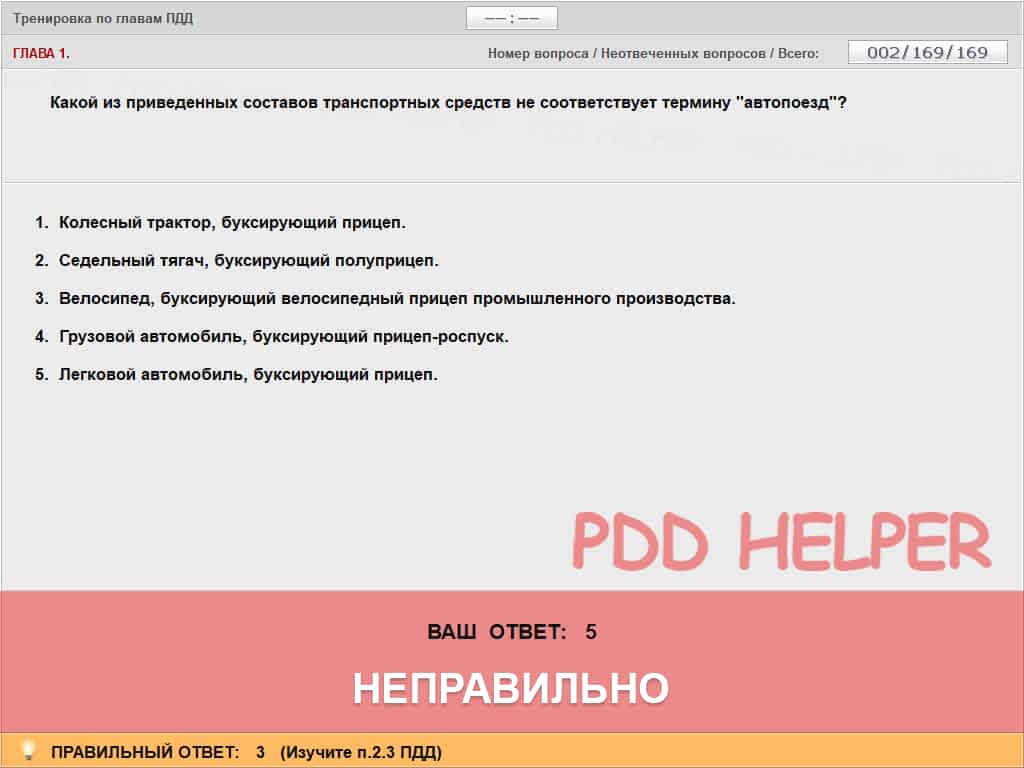 Тренировка по главам ПДД
—— : ——
ГЛАВА 1.
Номер вопроса / Неотвеченных вопросов / Всего:
002/169/169
Какой из приведенных составов транспортных средств не соответствует термину "автопоезд"?
1. Колесный трактор, буксирующий прицеп.
2. Седельный тягач, буксирующий полуприцеп.
3. Велосипед, буксирующий велосипедный прицеп промышленного производства.
4. Грузовой автомобиль, буксирующий прицеп-роспуск.
5. Легковой автомобиль, буксирующий прицеп.
PDD HELPER
ВАШ ОТВЕТ: 5
НЕПРАВИЛЬНО
ПРАВИЛЬНЫЙ ОТВЕТ: 3 (Изучите п.2.3 ПДД)